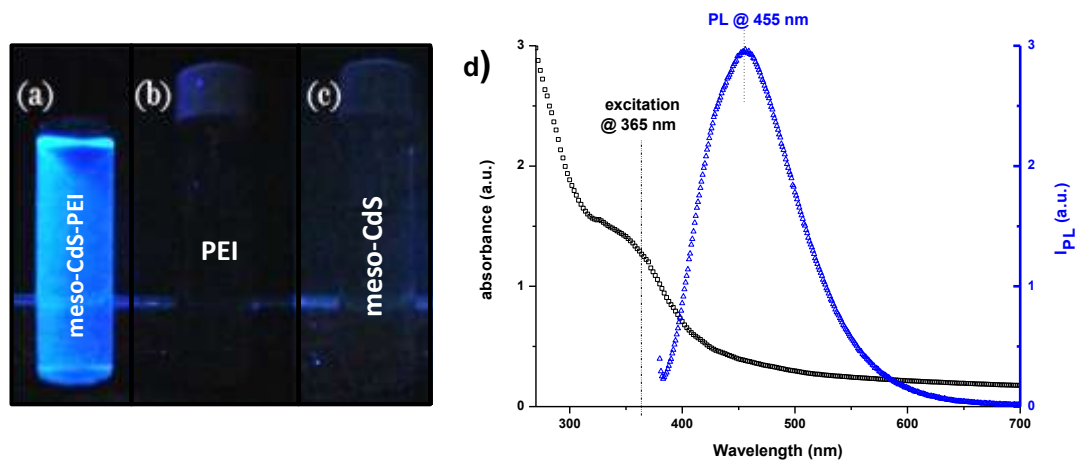 (a)
meso-CdS-PEI
(b)
PEI
(c)
meso-CdS
d)
PL @ 455 nm
excitation
@ 365 nm
absorbance (a.u.)
3
2
1
0
300
400
500
600
700
Wavelength (nm)
3
2
1
0
I_PL (a.u.)